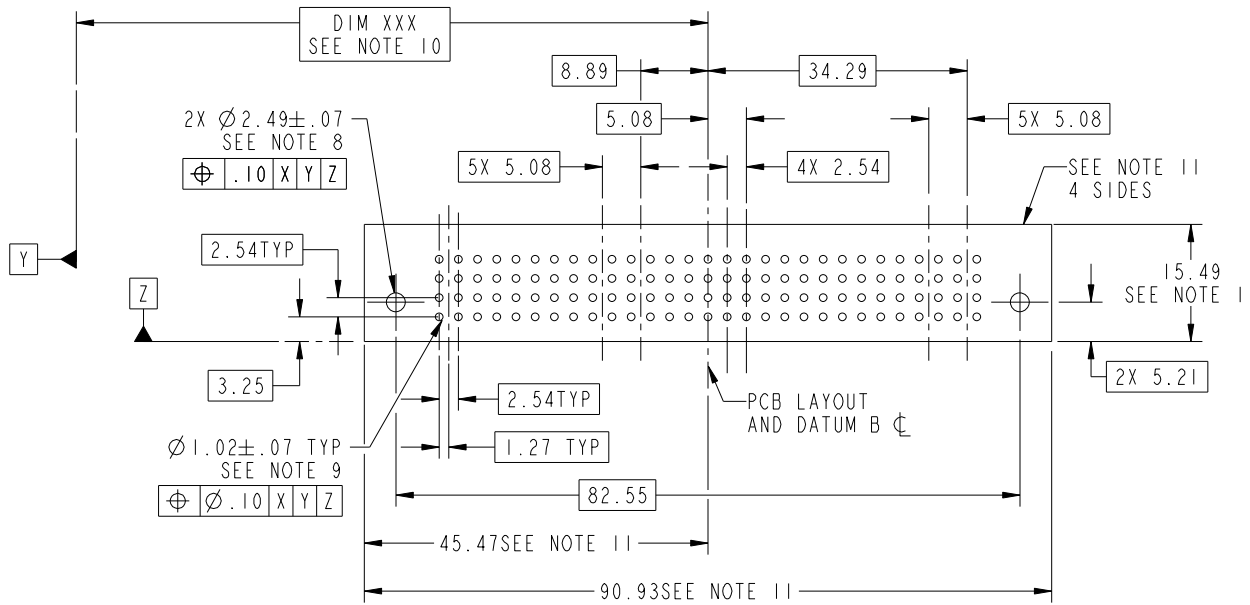 DIM XXX
SEE NOTE 10
8.89
34.29
2X Ø2.49±.07
SEE NOTE 8
⌖ .10 X Y Z
5.08
5X 5.08
5X 5.08
4X 2.54
SEE NOTE 11
4 SIDES
Y
2.54TYP
Z
15.49
SEE NOTE 1
3.25
2.54TYP
2X 5.21
PCB LAYOUT
AND DATUM B ℄
Ø1.02±.07 TYP
SEE NOTE 9
⌖ Ø.10 X Y Z
1.27 TYP
82.55
45.47SEE NOTE 11
90.93SEE NOTE 11